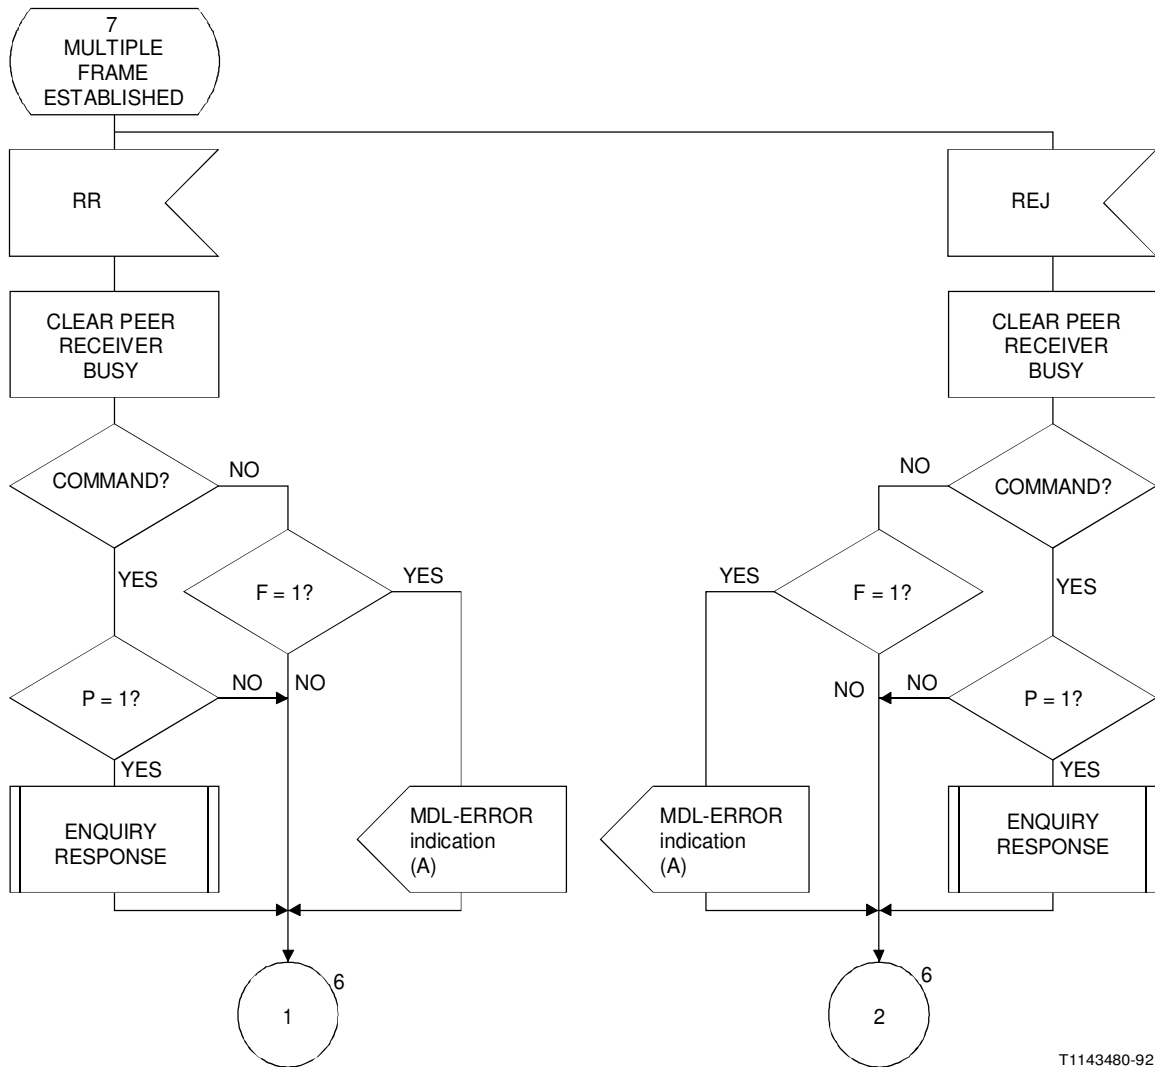 7
MULTIPLE
FRAME
ESTABLISHED
RR
REJ
CLEAR PEER
RECEIVER
BUSY
CLEAR PEER
RECEIVER
BUSY
COMMAND?
NO
NO
COMMAND?
YES
F = 1?
YES
YES
F = 1?
YES
P = 1?
NO
NO
NO
NO
P = 1?
YES
YES
ENQUIRY
RESPONSE
MDL-ERROR
indication
(A)
MDL-ERROR
indication
(A)
ENQUIRY
RESPONSE
6
1
6
2
T1143480-92